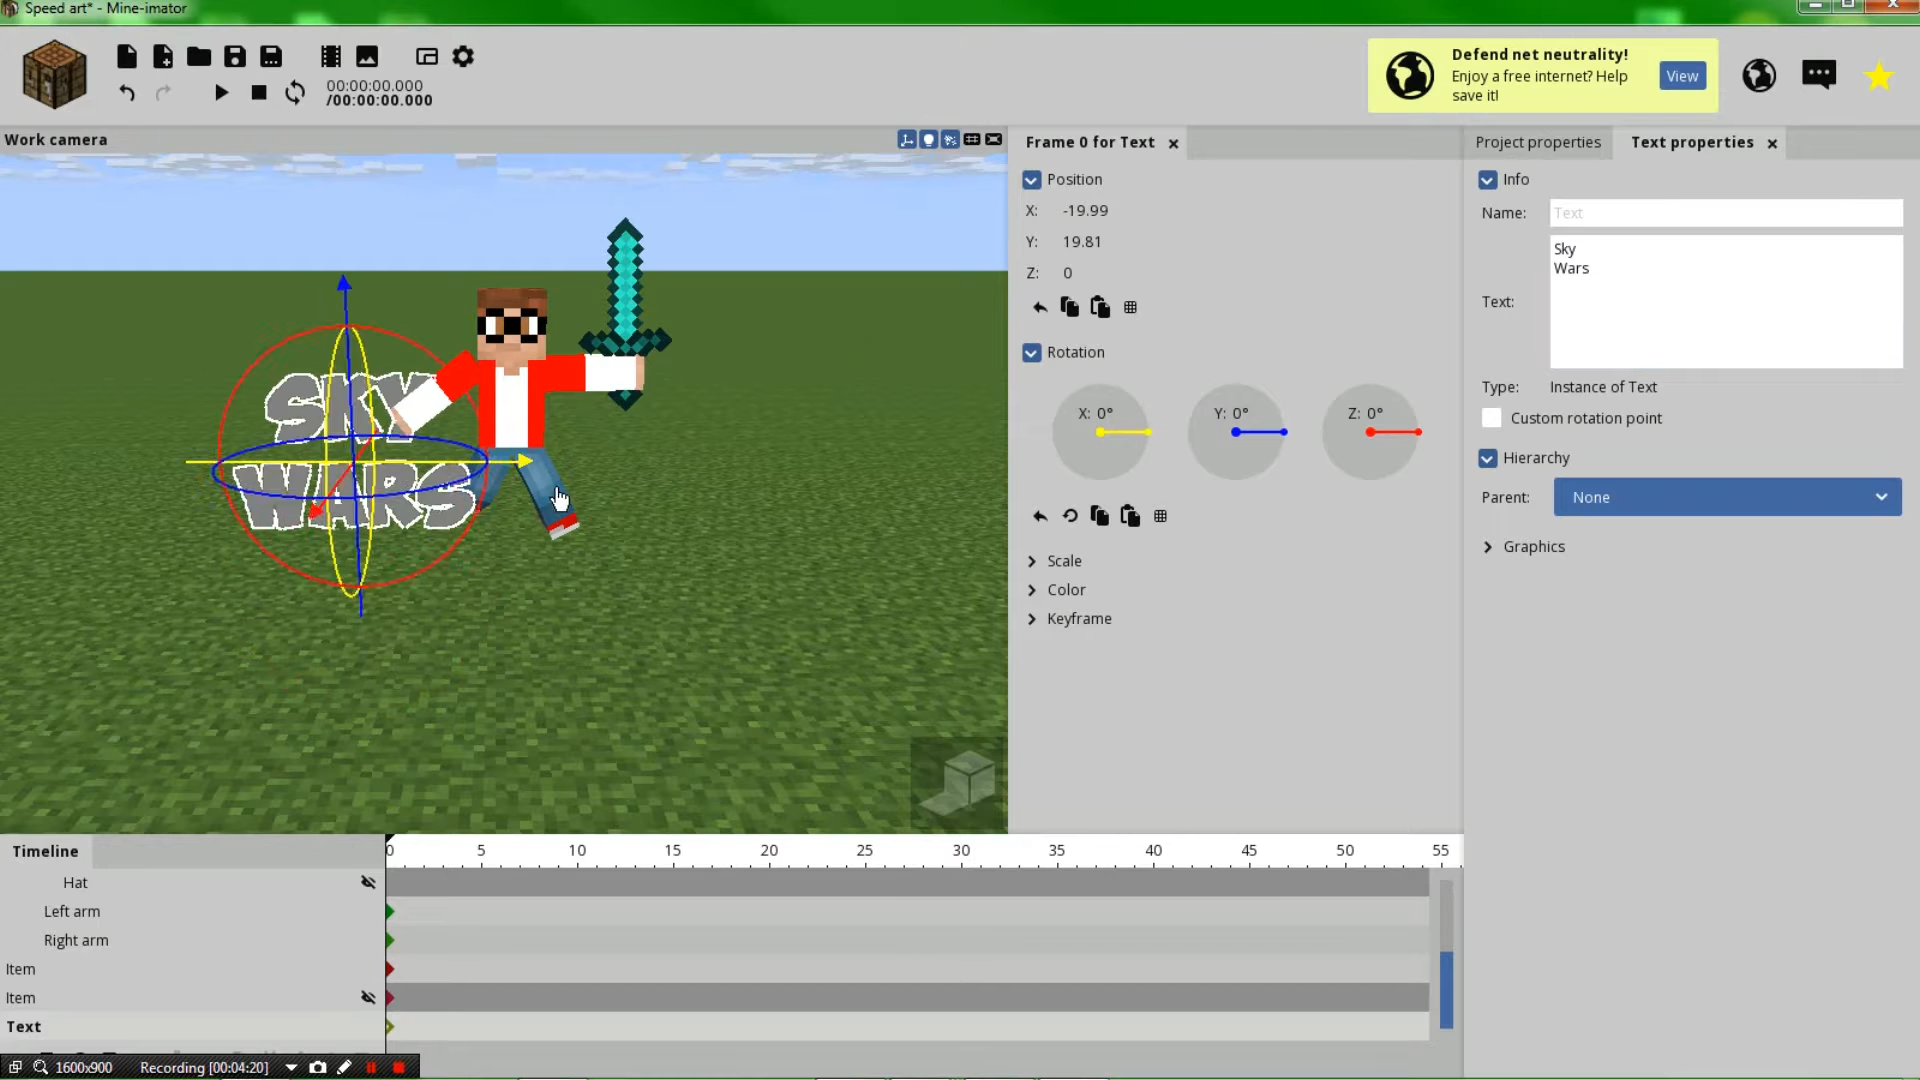 Speed art* - Mine-imator
00:00:00.000
/00:00:00.000
Defend net neutrality!
Enjoy a free internet? Help
save it!
View
Work camera
SKY
WARS
Frame 0 for Text
Position
X: -19.99
Y: 19.81
Z: 0
Rotation
X: 0° Y: 0° Z: 0°
Scale
Color
Keyframe
Project properties Text properties
Info
Name: Text
Text: Sky
Wars
Type: Instance of Text
Custom rotation point
Hierarchy
Parent: None
Graphics
Timeline
0 5 10 15 20 25 30 35 40 45 50 55
Hat
Left arm
Right arm
Item
Item
Text
1600x900 Recording [00:04:20]